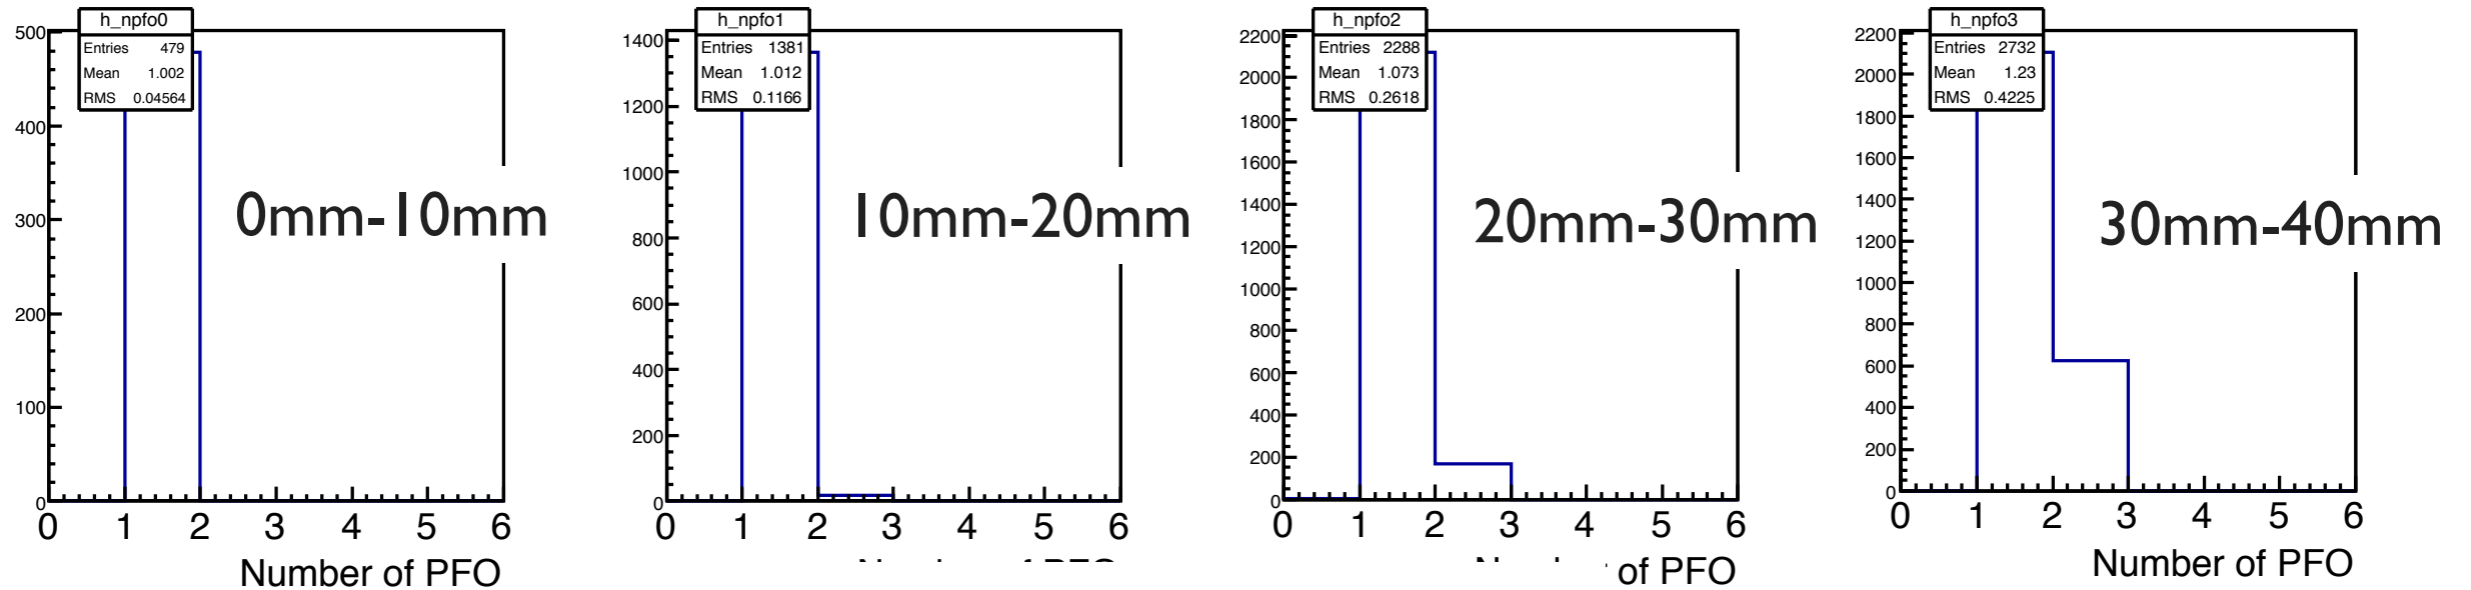 h_npfo0
Entries 479
Mean 1.002
RMS 0.04564
500
400
300
200
100
0
0mm-10mm
0 1 2 3 4 5 6
Number of PFO
h_npfo1
Entries 1381
Mean 1.012
RMS 0.1166
1400
1200
1000
800
600
400
200
0
10mm-20mm
0 1 2 3 4 5 6
h_npfo2
Entries 2288
Mean 1.073
RMS 0.2618
2200
2000
1800
1600
1400
1200
1000
800
600
400
200
0
20mm-30mm
0 1 2 3 4 5 6
of PFO
h_npfo3
Entries 2732
Mean 1.23
RMS 0.4225
2200
2000
1800
1600
1400
1200
1000
800
600
400
200
0
30mm-40mm
0 1 2 3 4 5 6
Number of PFO